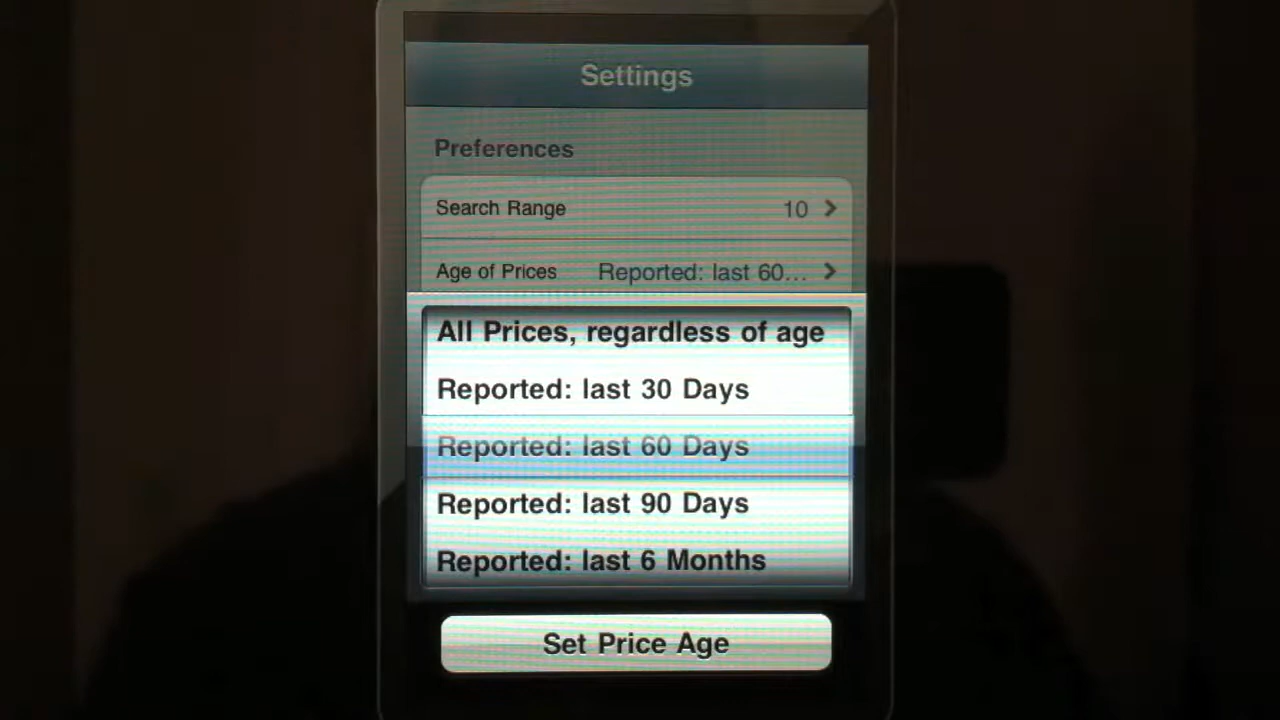 Settings
Preferences
Search Range 10
Age of Prices Reported: last 60...
All Prices, regardless of age
Reported: last 30 Days
Reported: last 60 Days
Reported: last 90 Days
Reported: last 6 Months
Set Price Age